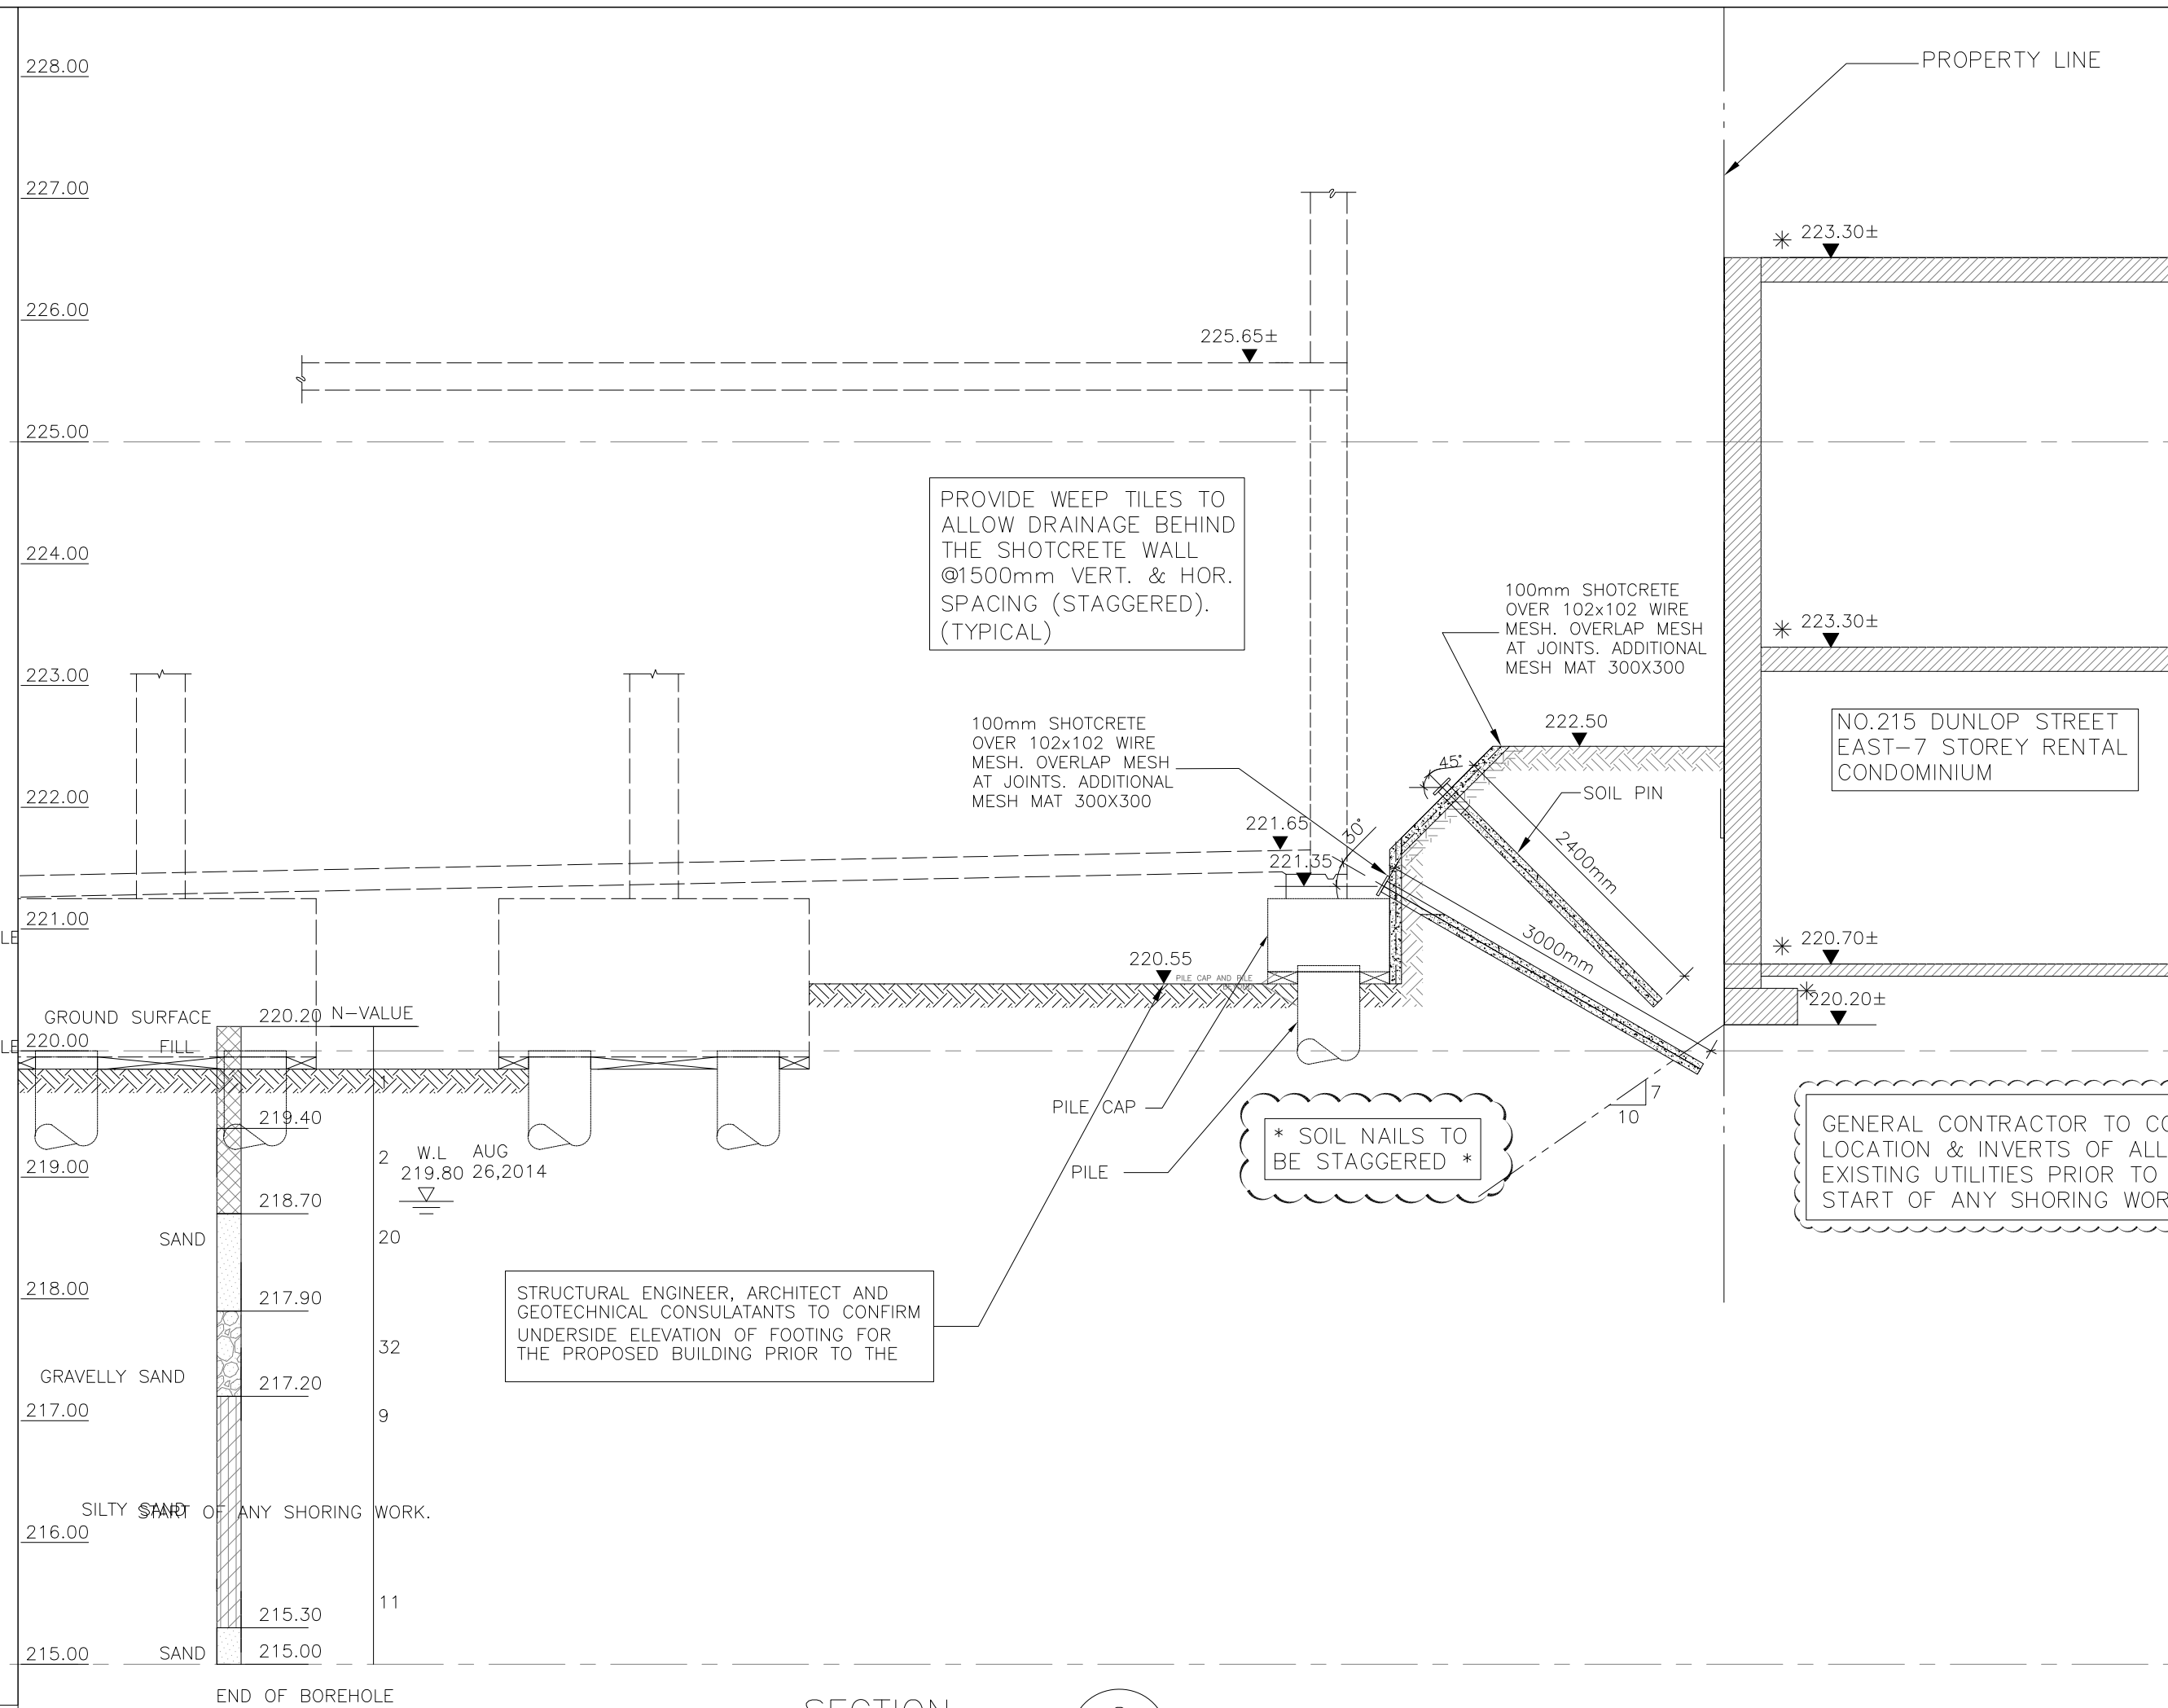 228.00
227.00
226.00
225.00
224.00
223.00
222.00
221.00
220.00
219.00
218.00
217.00
216.00
215.00
LE
LE
PROPERTY LINE
223.30±
225.65±
PROVIDE WEEP TILES TO
ALLOW DRAINAGE BEHIND
THE SHOTCRETE WALL
@1500mm VERT. & HOR.
SPACING (STAGGERED).
(TYPICAL)
100mm SHOTCRETE
OVER 102x102 WIRE
MESH. OVERLAP MESH
AT JOINTS. ADDITIONAL
MESH MAT 300X300
223.30±
100mm SHOTCRETE
OVER 102x102 WIRE
MESH. OVERLAP MESH
AT JOINTS. ADDITIONAL
MESH MAT 300X300
222.50
NO.215 DUNLOP STREET
EAST-7 STOREY RENTAL
CONDOMINIUM
45°
SOIL PIN
2400mm
221.65
30°
221.35
3000mm
220.70±
220.55
PILE CAP AND PILE
220.20±
GROUND SURFACE
220.20
N-VALUE
FILL
1
219.40
2
W.L
219.80
AUG
26,2014
218.70
SAND
20
217.90
32
GRAVELLY SAND
217.20
9
SILTY SAND
START OF ANY SHORING WORK.
11
215.30
SAND
215.00
END OF BOREHOLE
PILE CAP
PILE
* SOIL NAILS TO
BE STAGGERED *
7
10
GENERAL CONTRACTOR TO CO
LOCATION & INVERTS OF ALL
EXISTING UTILITIES PRIOR TO
START OF ANY SHORING WOR
STRUCTURAL ENGINEER, ARCHITECT AND
GEOTECHNICAL CONSULATANTS TO CONFIRM
UNDERSIDE ELEVATION OF FOOTING FOR
THE PROPOSED BUILDING PRIOR TO THE
SECTION